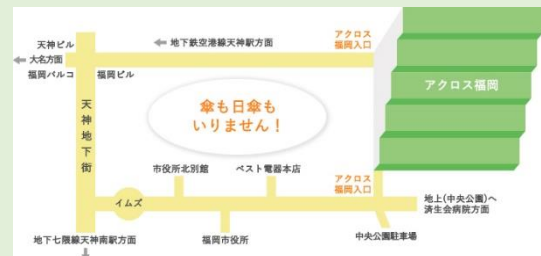 天神ビル
← 大名方面
福岡パルコ
福岡ビル
← 地下鉄空港線天神駅方面
アクロス
福岡入口
アクロス福岡
天神地下街
傘も日傘も
いりません！
市役所北別館
ベスト電器本店
アクロス
福岡入口
イムズ
地上(中央公園)へ
済生会病院方面
地下七隈線天神南駅方面
福岡市役所
中央公園駐車場